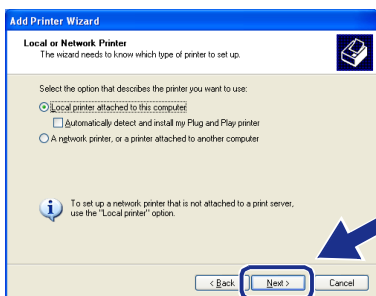 Add Printer Wizard
Local or Network Printer
The wizard needs to know which type of printer to set up.
Select the option that describes the printer you want to use:
Local printer attached to this computer
Automatically detect and install my Plug and Play printer
A network printer, or a printer attached to another computer
To set up a network printer that is not attached to a print server,
use the "Local printer" option.
< Back
Next >
Cancel